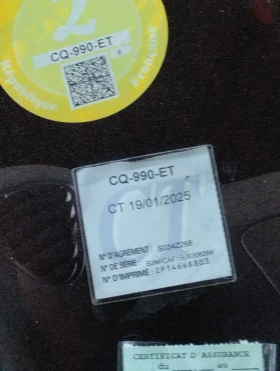 2
CQ-990-ET
F
République Française
CQ-990-ET
CT 19/01/2025
N° D'AGRÉMENT :
N° DE SÉRIE :
N° D'IMPRIMÉ : 2P14666803
CERTIFICAT D'ASSURANCE
du au